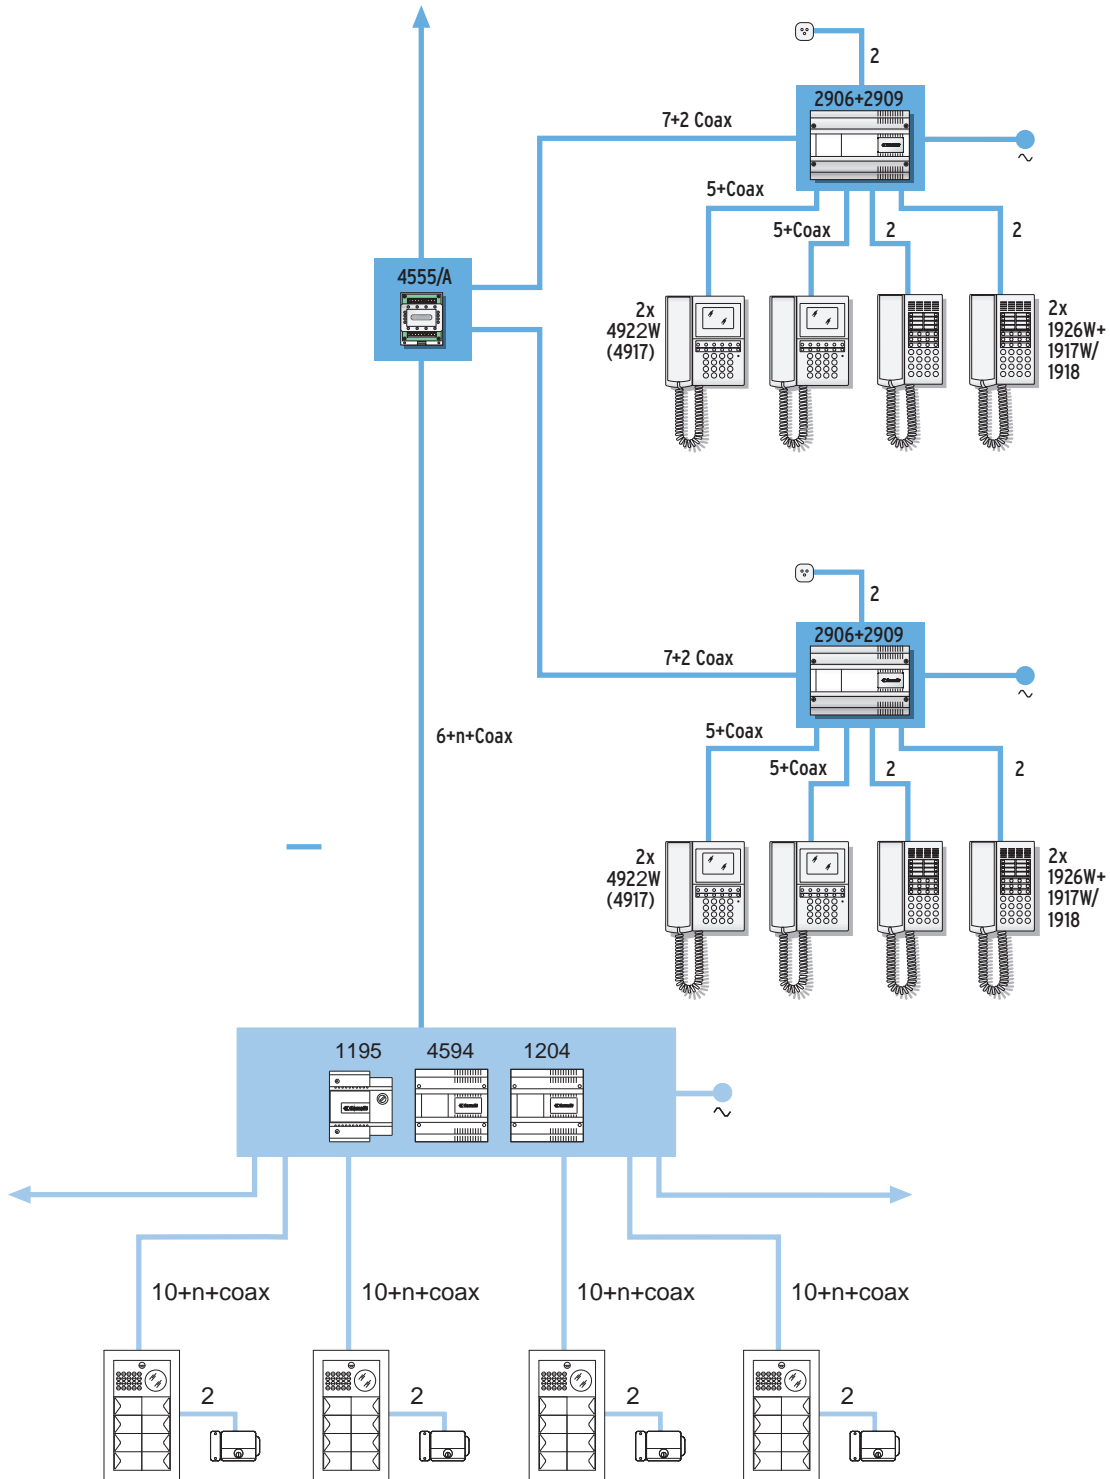 2
2906+2909
7+2 Coax
~
5+Coax
5+Coax
2
2
4555/A
2x
4922W
(4917)
2x
1926W+
1917W/
1918
2
2906+2909
7+2 Coax
~
5+Coax
5+Coax
2
2
6+n+Coax
2x
4922W
(4917)
2x
1926W+
1917W/
1918
1195
4594
1204
~
10+n+coax
10+n+coax
10+n+coax
10+n+coax
2
2
2
2